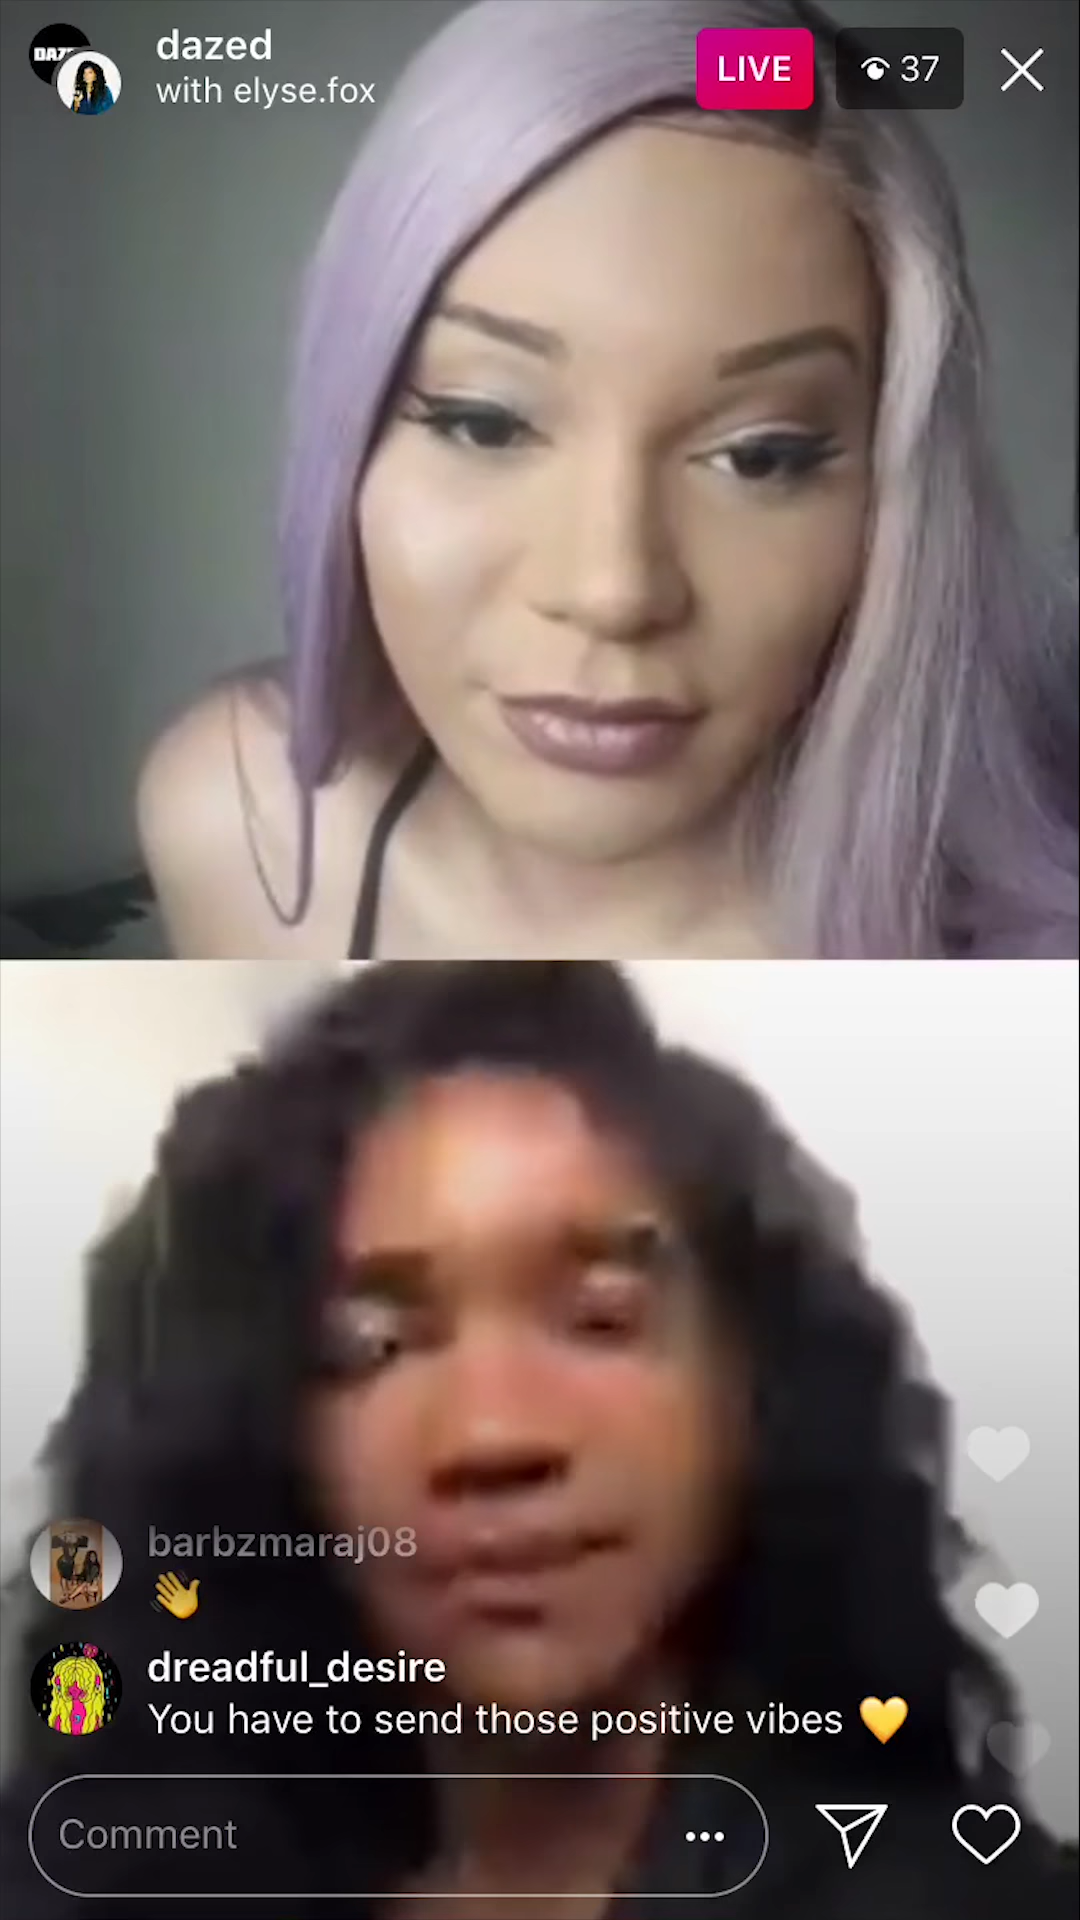 dazed
with elyse.fox
LIVE
37
barbzmaraj08
👋
dreadful_desire
You have to send those positive vibes 💛
Comment